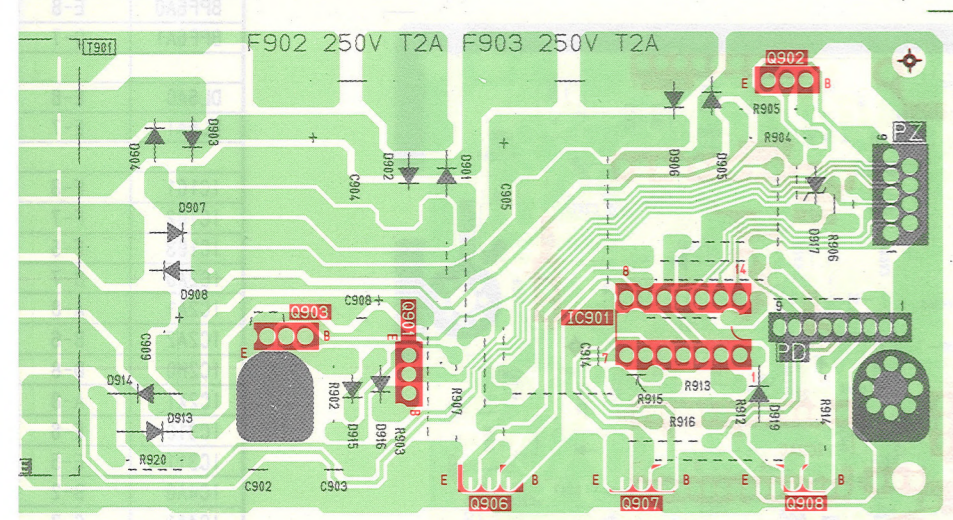 F902 250V T2A F903 250V T2A
T901
Q902
E
B
R905
R904
PZ
9
1
D904
D903
D902
D901
D906
D905
C904
C905
D907
D908
D917
R906
8
14
9
1
C908
Q903
E
B
Q901
E
B
IC901
7
1
PD
C914
C909
D914
D913
R920
R902
D915
D916
R903
R907
R915
R913
R916
R912
D919
R914
C902
C903
E
Q906
B
E
Q907
B
E
Q908
B